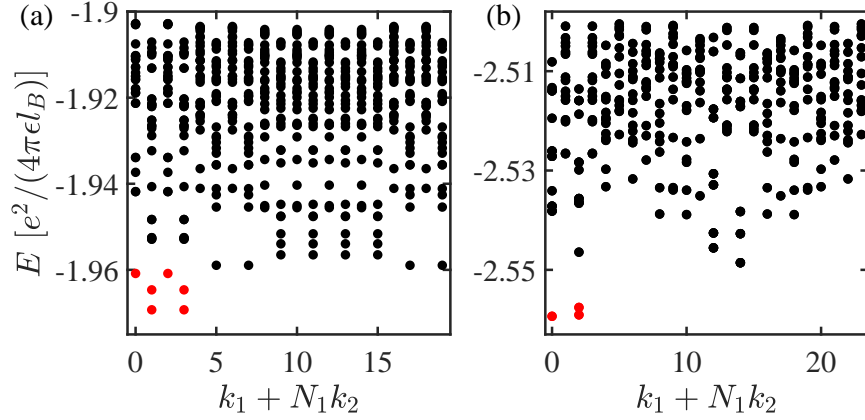 (a)
(b)
E [e²/(4πϵl_B)]
-1.9
-1.92
-1.94
-1.96
0 5 10 15
k₁ + N₁k₂
-2.51
-2.53
-2.55
0 10 20
k₁ + N₁k₂